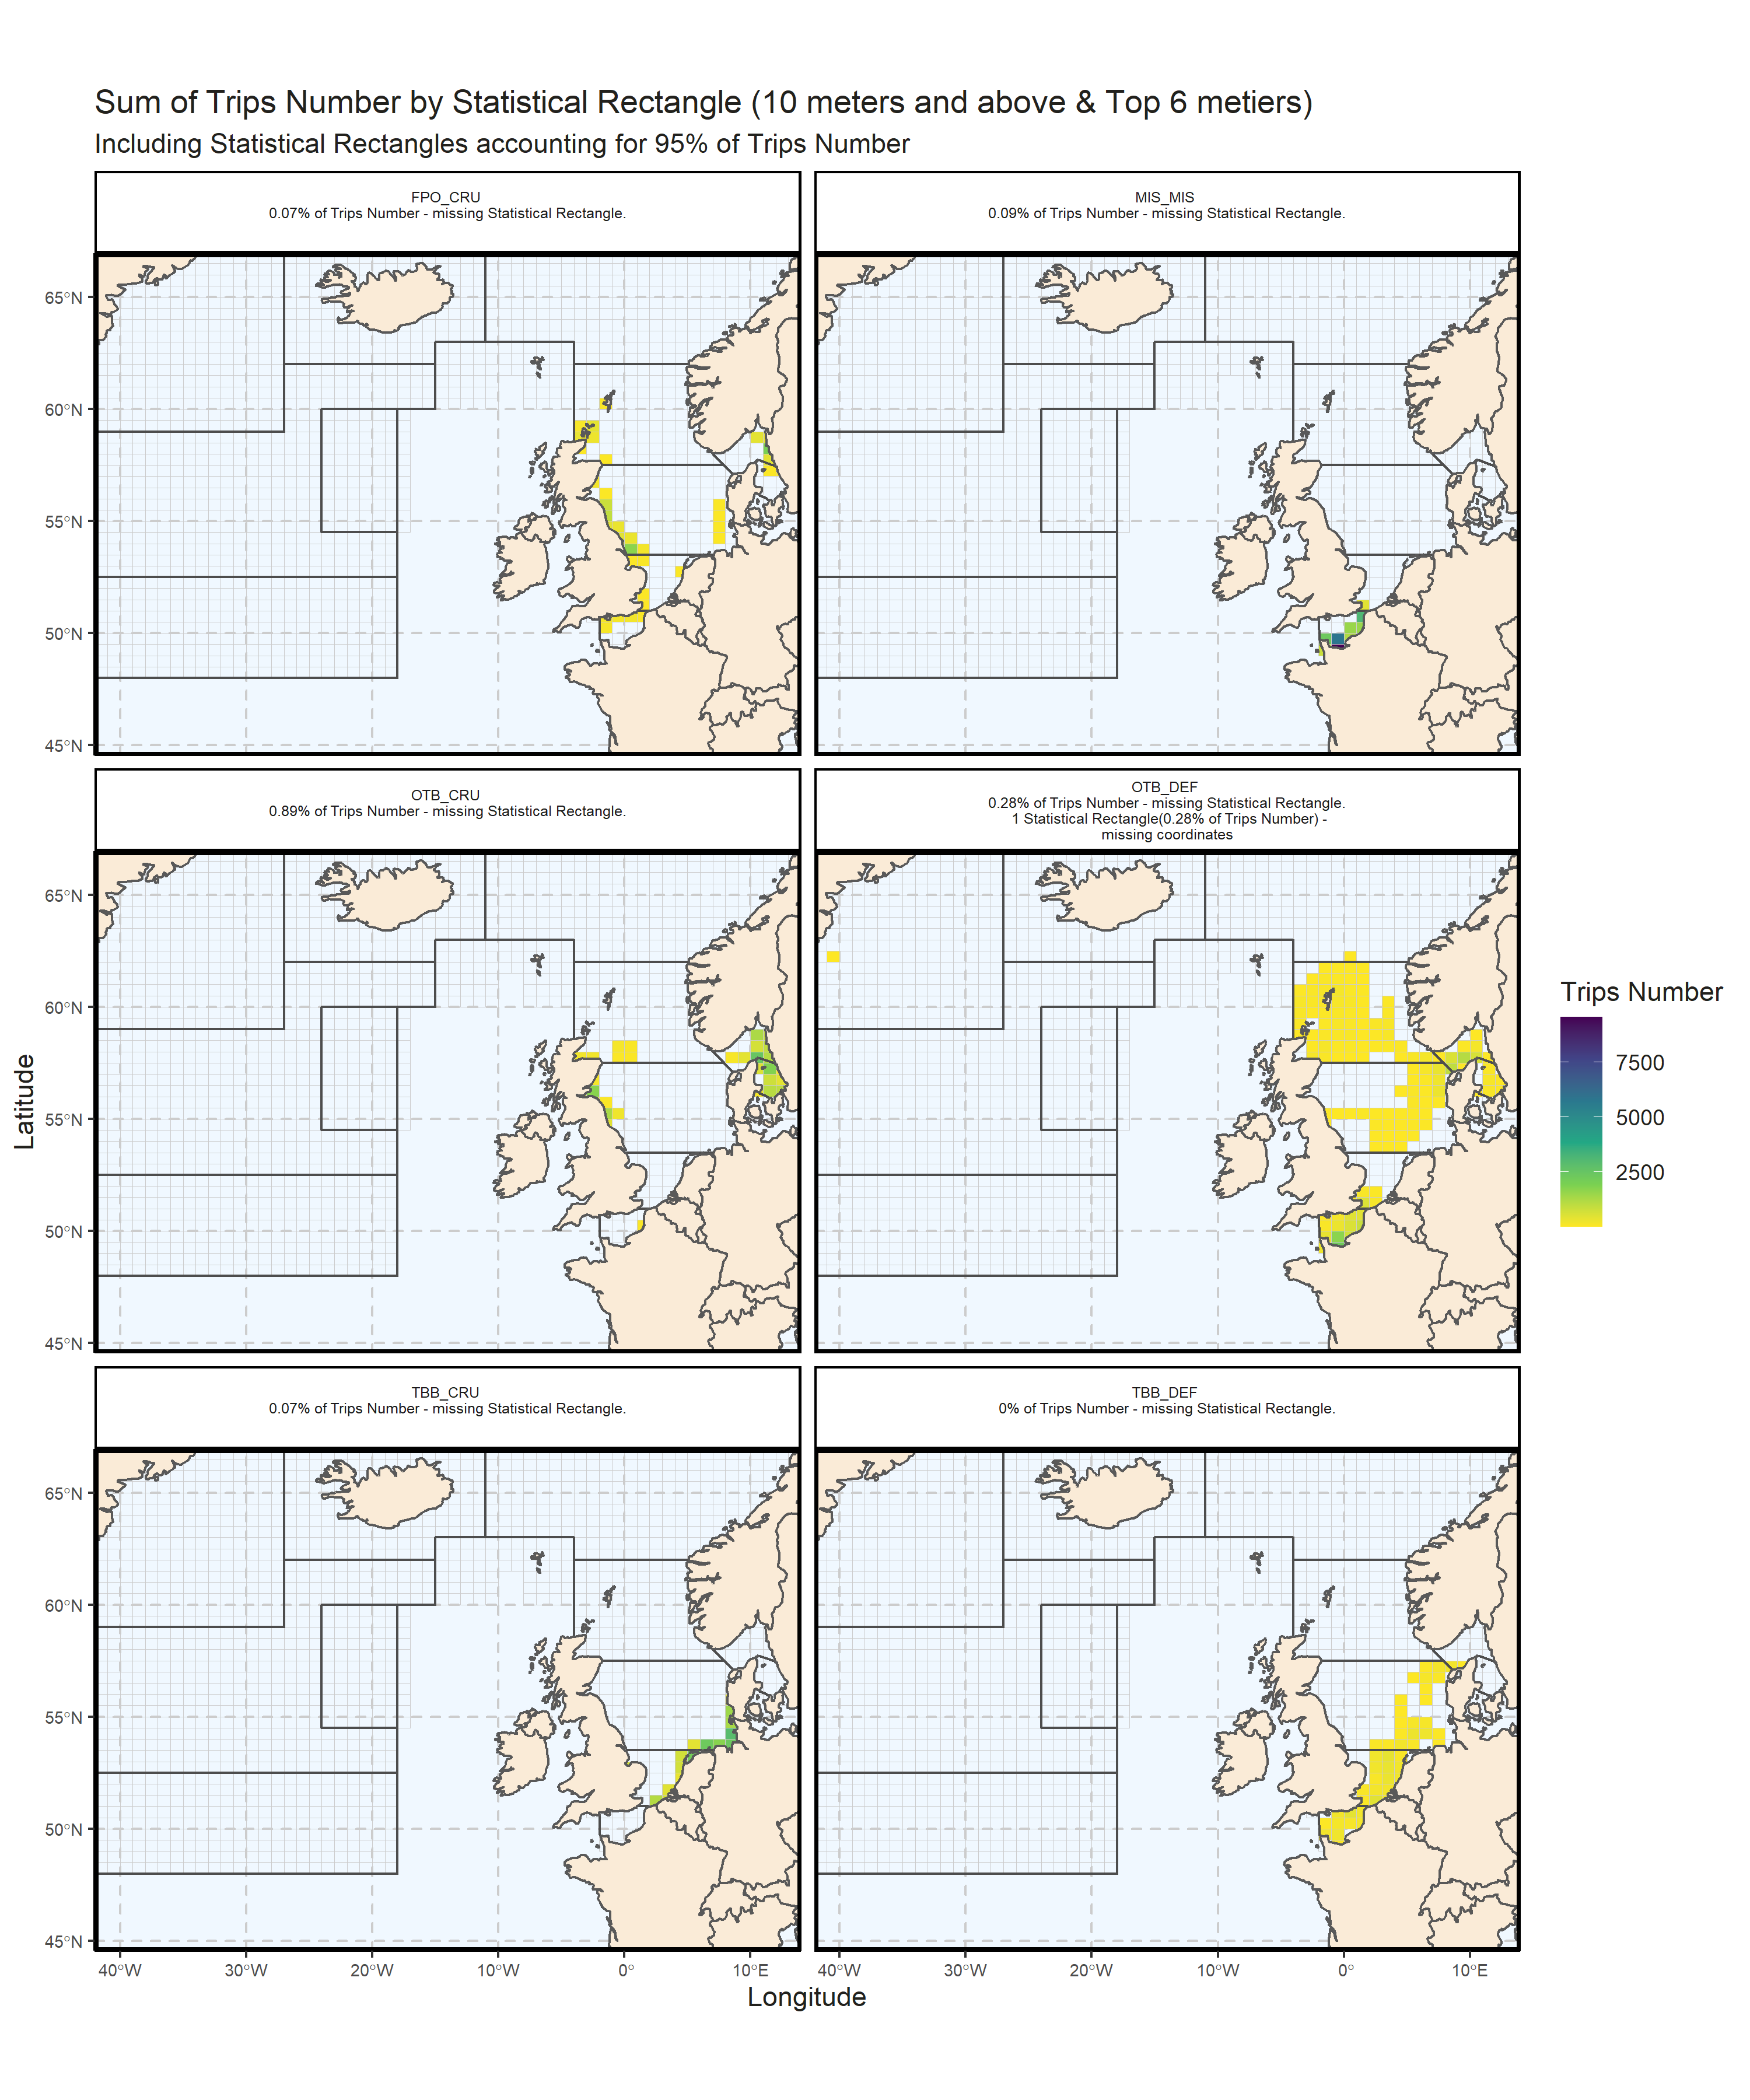 Sum of Trips Number by Statistical Rectangle (10 meters and above & Top 6 metiers)
Including Statistical Rectangles accounting for 95% of Trips Number
FPO_CRU
0.07% of Trips Number - missing Statistical Rectangle.
MIS_MIS
0.09% of Trips Number - missing Statistical Rectangle.
65°N
60°N
55°N
50°N
45°N
OTB_CRU
0.89% of Trips Number - missing Statistical Rectangle.
OTB_DEF
0.28% of Trips Number - missing Statistical Rectangle.
1 Statistical Rectangle(0.28% of Trips Number) -
missing coordinates
65°N
60°N
55°N
50°N
45°N
Latitude
Trips Number
7500
5000
2500
TBB_CRU
0.07% of Trips Number - missing Statistical Rectangle.
TBB_DEF
0% of Trips Number - missing Statistical Rectangle.
65°N
60°N
55°N
50°N
45°N
40°W 30°W 20°W 10°W 0° 10°E
40°W 30°W 20°W 10°W 0° 10°E
Longitude